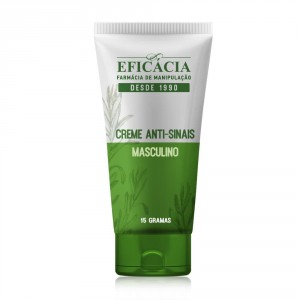 EFICÁCIA
FARMÁCIA DE MANIPULAÇÃO
DESDE 1990
CREME ANTI-SINAIS
MASCULINO
15 GRAMAS